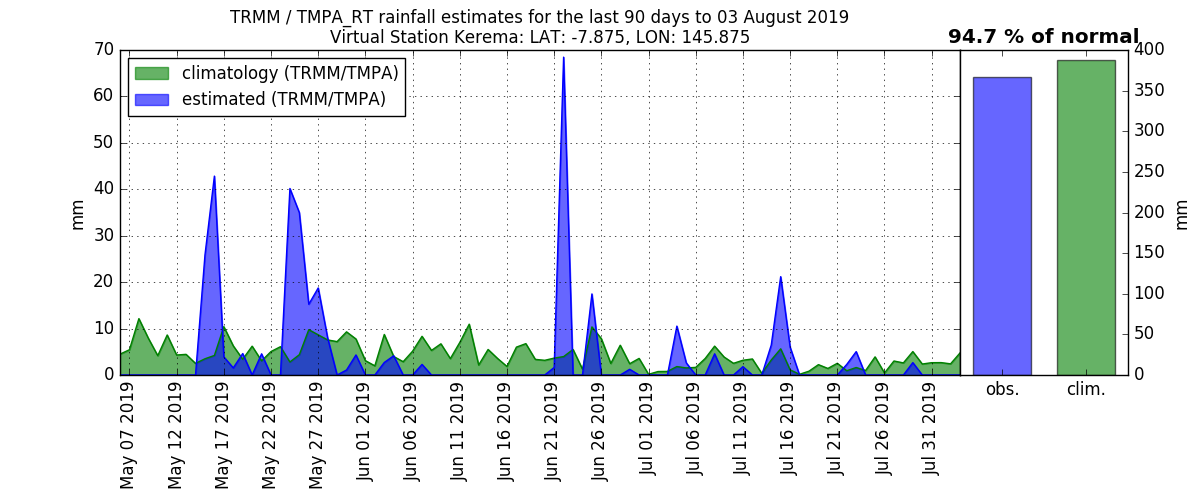 TRMM / TMPA_RT rainfall estimates for the last 90 days to 03 August 2019
Virtual Station Kerema: LAT: -7.875, LON: 145.875
94.7 % of normal
climatology (TRMM/TMPA)
estimated (TRMM/TMPA)
mm
70
60
50
40
30
20
10
0
May 07 2019
May 12 2019
May 17 2019
May 22 2019
May 27 2019
Jun 01 2019
Jun 06 2019
Jun 11 2019
Jun 16 2019
Jun 21 2019
Jun 26 2019
Jul 01 2019
Jul 06 2019
Jul 11 2019
Jul 16 2019
Jul 21 2019
Jul 26 2019
Jul 31 2019
obs.
clim.
400
350
300
250
200
150
100
50
0
mm